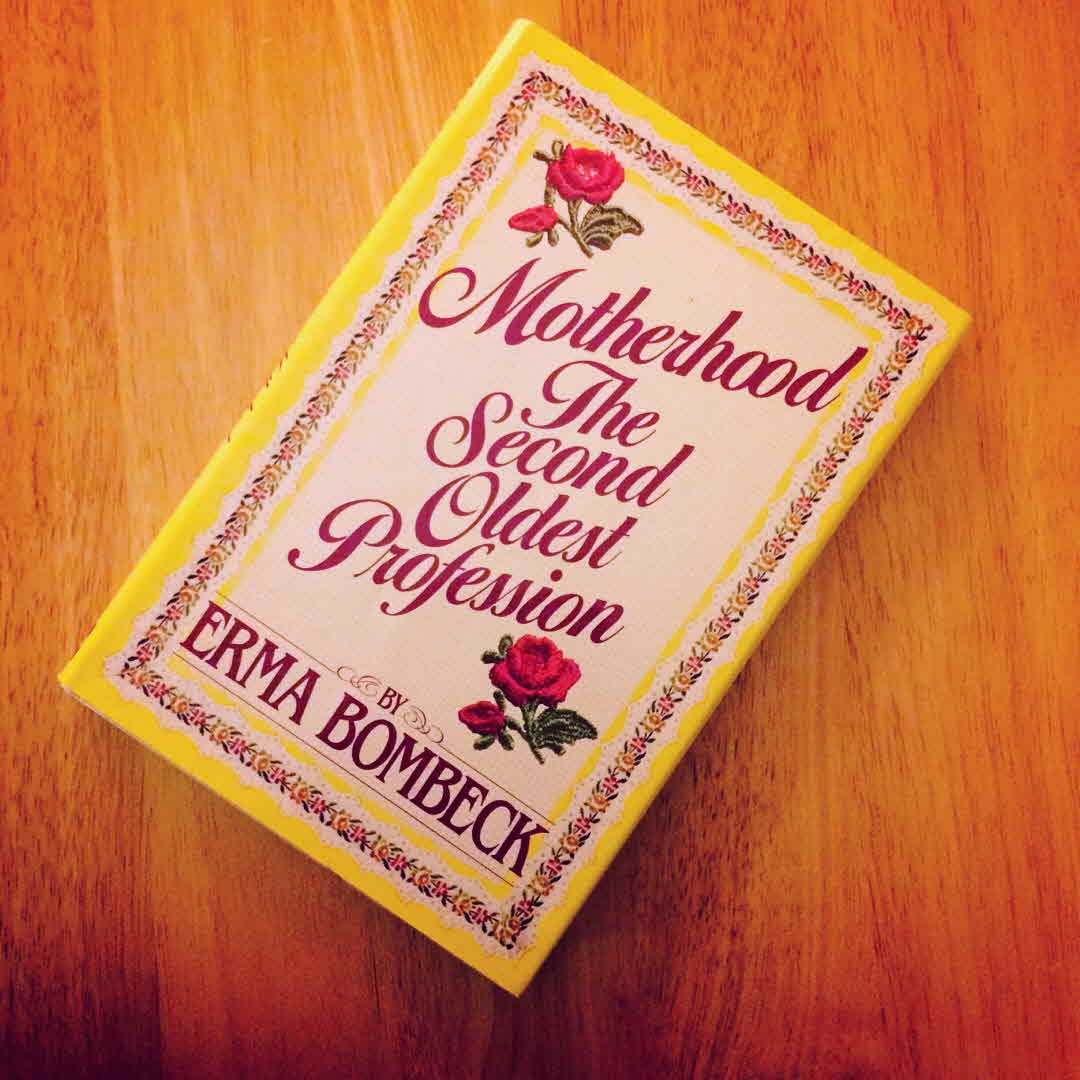 Motherhood
The
Second
Oldest
Profession
BY
ERMA BOMBECK